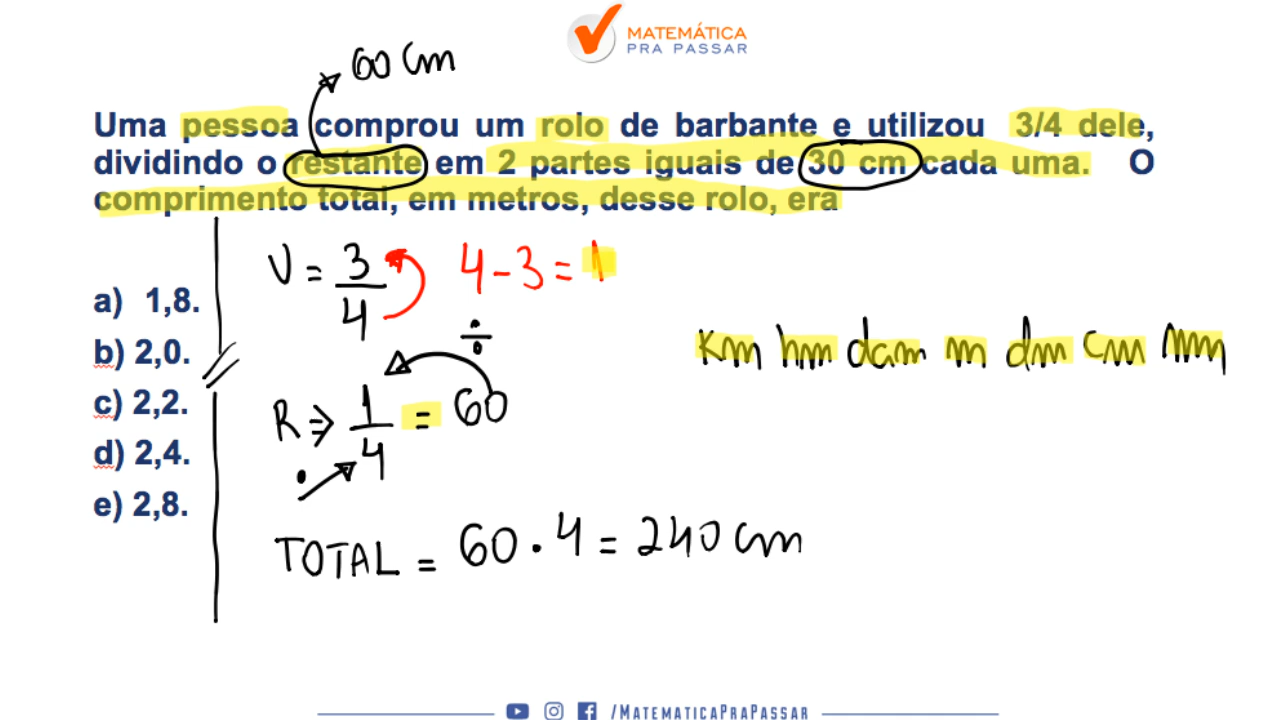 MATEMÁTICA
PRA PASSAR
60 cm
Uma pessoa comprou um rolo de barbante e utilizou 3/4 dele,
dividindo o restante em 2 partes iguais de 30 cm cada uma. O
comprimento total, em metros, desse rolo, era
U = 3/4 4 - 3 = 1
a) 1,8.
÷
b) 2,0.
km hm dam m dm cm mm
c) 2,2.
R ⇒ 1/4 = 60
d) 2,4.
e) 2,8.
TOTAL = 60 . 4 = 240 cm
/MATEMATICAPRAPASSAR